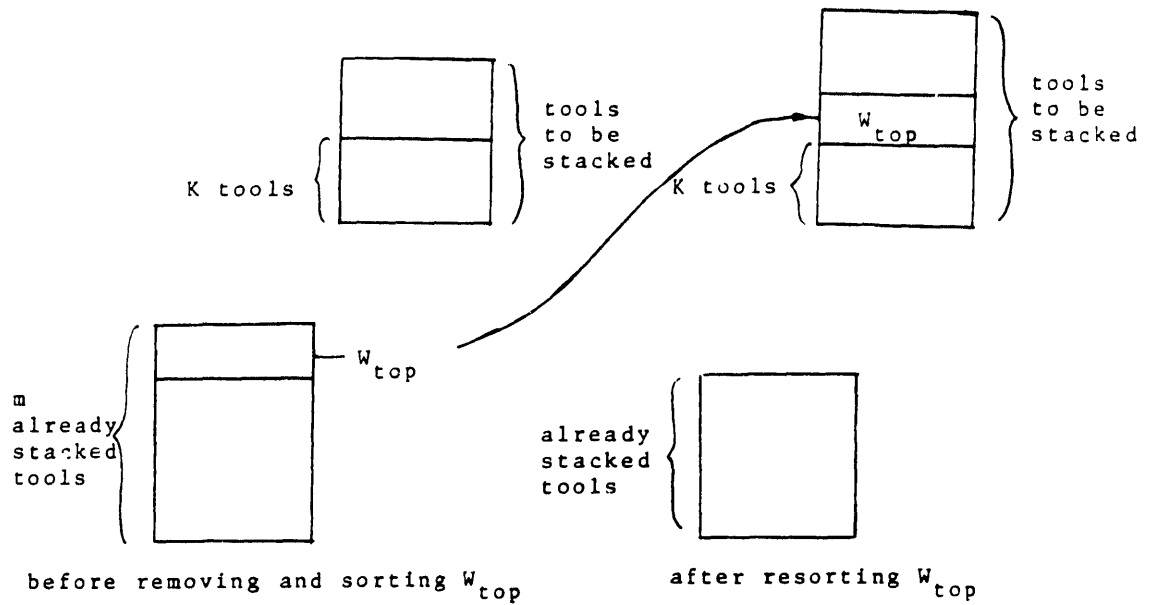 tools
to be
stacked
K tools
tools
to be
stacked
W top
K tools
W top
m
already
stacked
tools
already
stacked
tools
before removing and sorting W top
after resorting W top